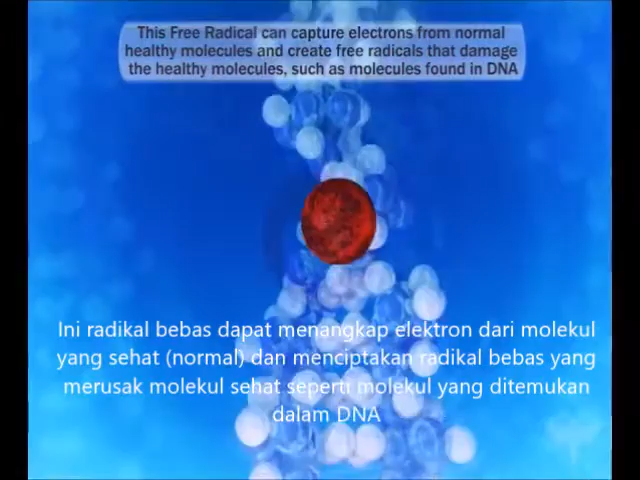 This Free Radical can capture electrons from normal
healthy molecules and create free radicals that damage
the healthy molecules, such as molecules found in DNA
Ini radikal bebas dapat menangkap elektron dari molekul
yang sehat (normal) dan menciptakan radikal bebas yang
merusak molekul sehat seperti molekul yang ditemukan
dalam DNA